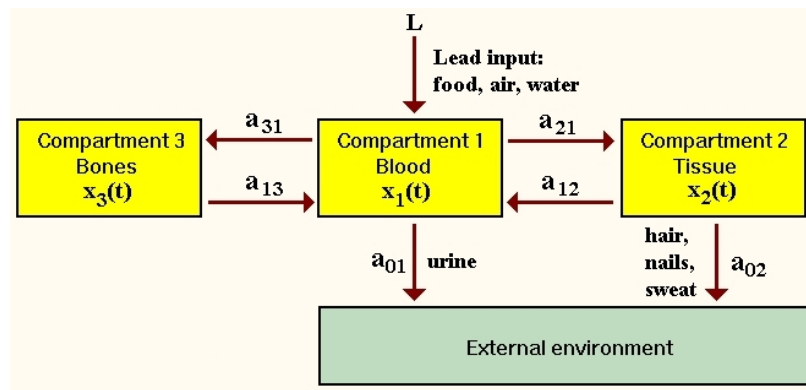 L
Lead input:
food, air, water
Compartment 3
Bones
x₃(t)
a₃₁
a₁₃
Compartment 1
Blood
x₁(t)
a₂₁
a₁₂
Compartment 2
Tissue
x₂(t)
a₀₁
urine
hair,
nails,
sweat
a₀₂
External environment